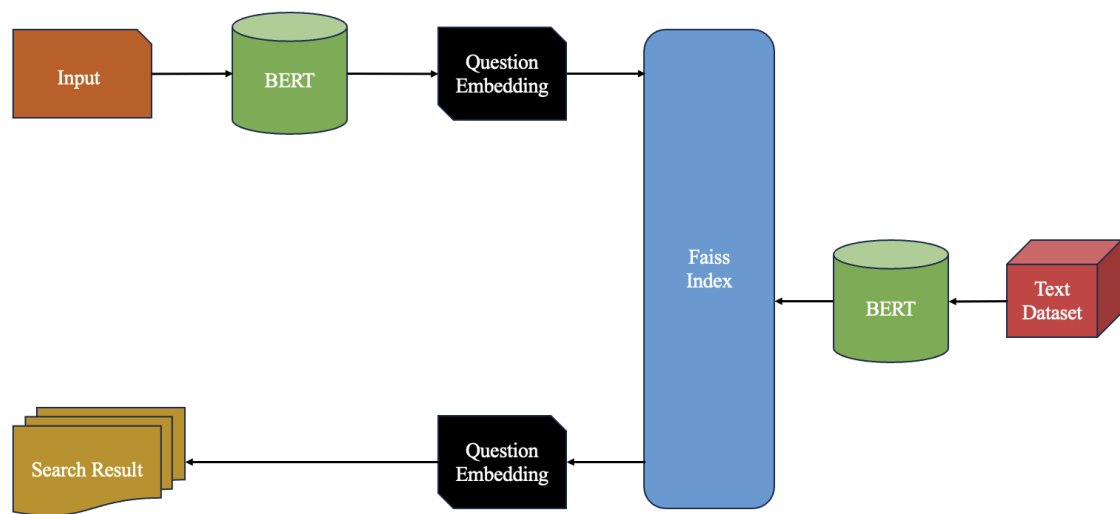 Input
BERT
Question
Embedding
Faiss
Index
BERT
Text
Dataset
Search Result
Question
Embedding